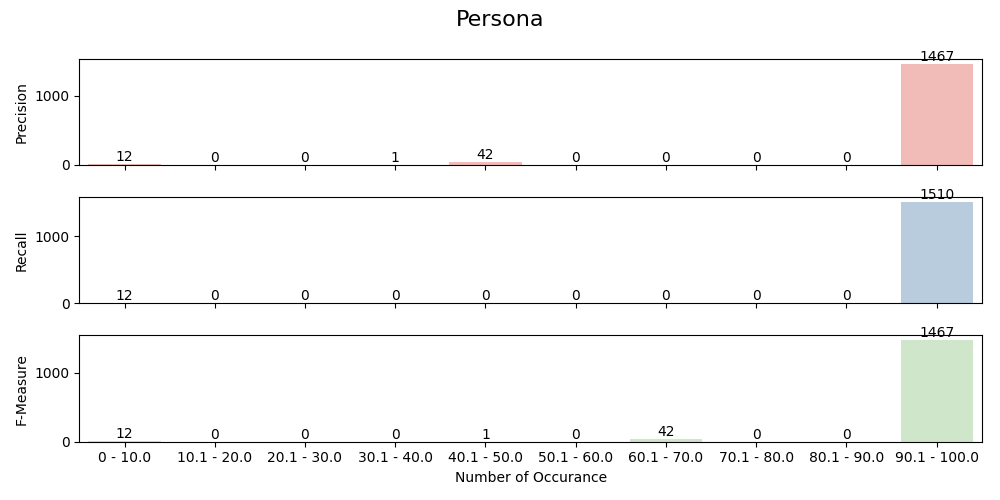 Persona
Precision
1000
0
12 0 0 1 42 0 0 0 0 1467
Recall
1000
0
12 0 0 0 0 0 0 0 0 1510
F-Measure
1000
0
12 0 0 0 1 0 42 0 0 1467
0 - 10.0 10.1 - 20.0 20.1 - 30.0 30.1 - 40.0 40.1 - 50.0 50.1 - 60.0 60.1 - 70.0 70.1 - 80.0 80.1 - 90.0 90.1 - 100.0
Number of Occurance